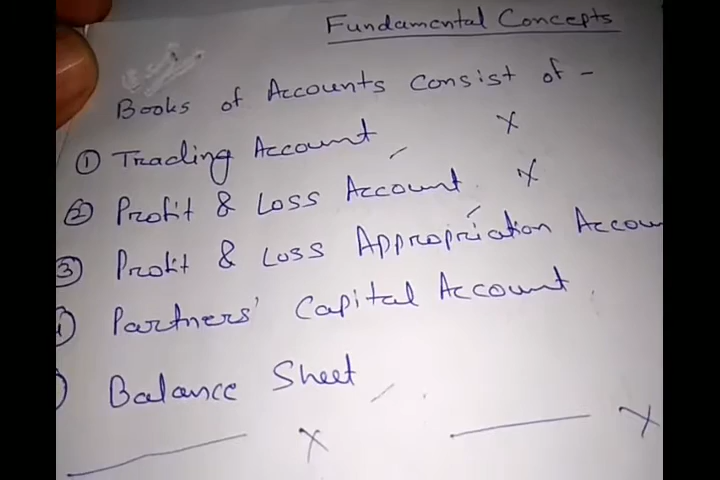 Fundamental Concepts
Books of Accounts consist of -
① Trading Account X
② Profit & Loss Account. X
③ Profit & Loss Appropriation Accou
Partners' Capital Account
Balance Sheet
X X